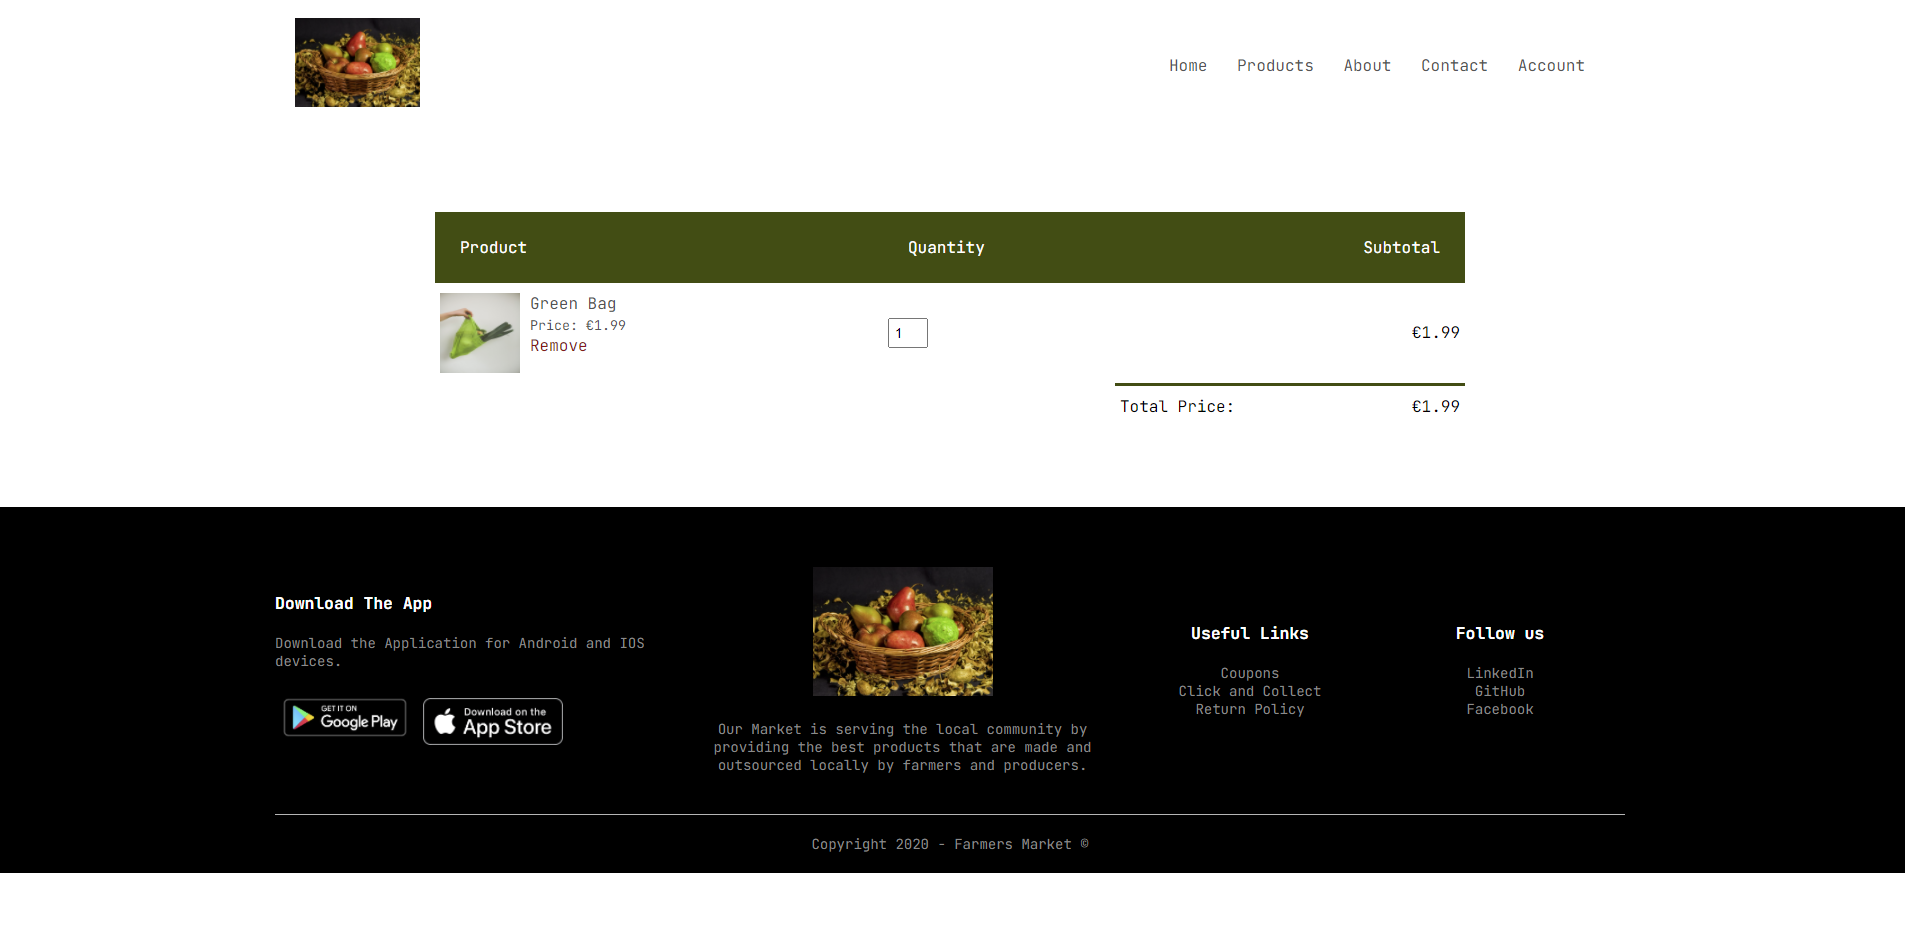 Home Products About Contact Account
Product Quantity Subtotal
Green Bag
Price: €1.99
Remove
1
€1.99
Total Price: €1.99
Download The App
Download the Application for Android and IOS
devices.
GET IT ON
Google Play
Download on the
App Store
Our Market is serving the local community by
providing the best products that are made and
outsourced locally by farmers and producers.
Useful Links
Coupons
Click and Collect
Return Policy
Follow us
LinkedIn
GitHub
Facebook
Copyright 2020 - Farmers Market ©